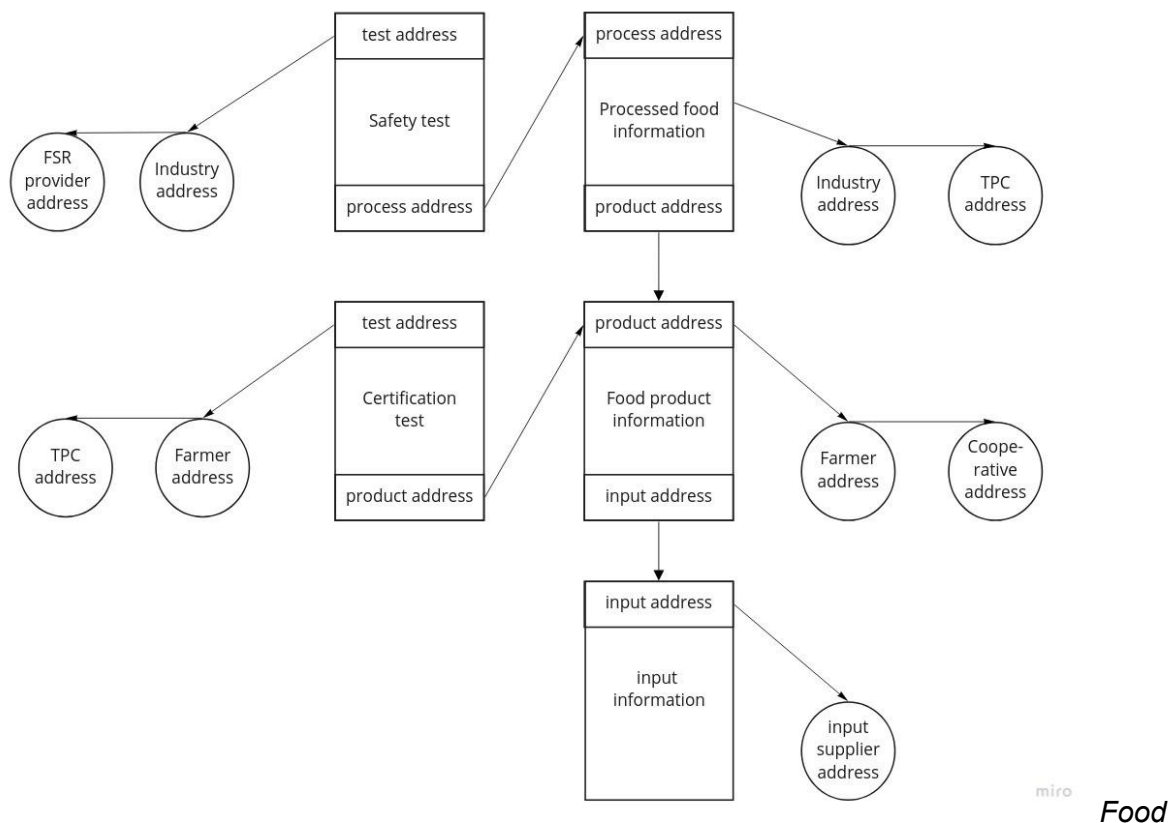 test address
Safety test
process address
process address
Processed food
information
product address
FSR
provider
address
Industry
address
Industry
address
TPC
address
test address
Certification
test
product address
product address
Food product
information
input address
TPC
address
Farmer
address
Farmer
address
Coope-
rative
address
input address
input
information
input
supplier
address
miro
Food